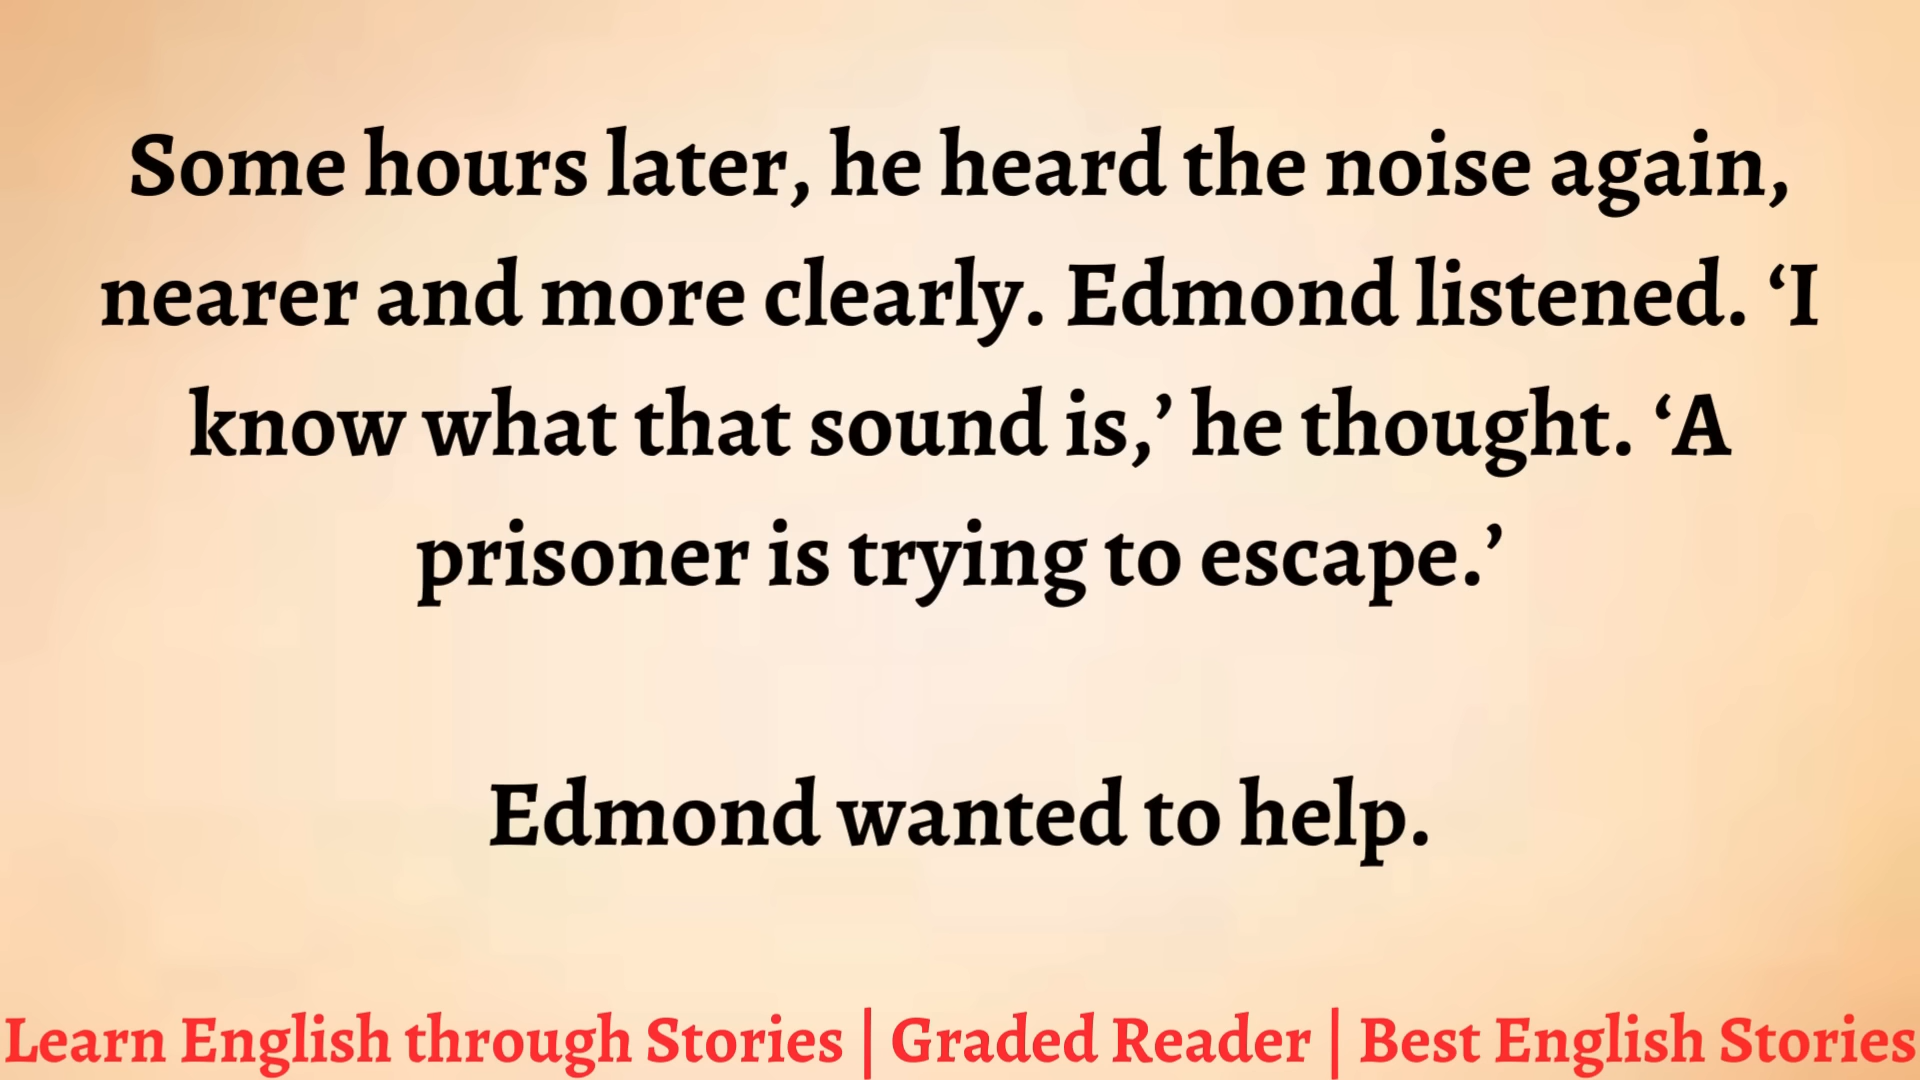 Some hours later, he heard the noise again,
nearer and more clearly. Edmond listened. ‘I
know what that sound is,’ he thought. ‘A
prisoner is trying to escape.’
Edmond wanted to help.
Learn English through Stories | Graded Reader | Best English Stories